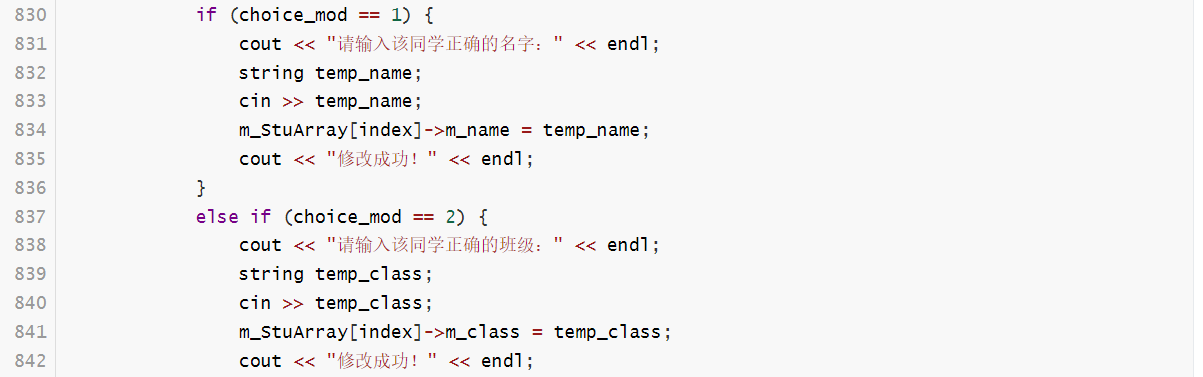 830 if (choice_mod == 1) {
831 cout << "请输入该同学正确的名字：" << endl;
832 string temp_name;
833 cin >> temp_name;
834 m_StuArray[index]->m_name = temp_name;
835 cout << "修改成功！" << endl;
836 }
837 else if (choice_mod == 2) {
838 cout << "请输入该同学正确的班级：" << endl;
839 string temp_class;
840 cin >> temp_class;
841 m_StuArray[index]->m_class = temp_class;
842 cout << "修改成功！" << endl;